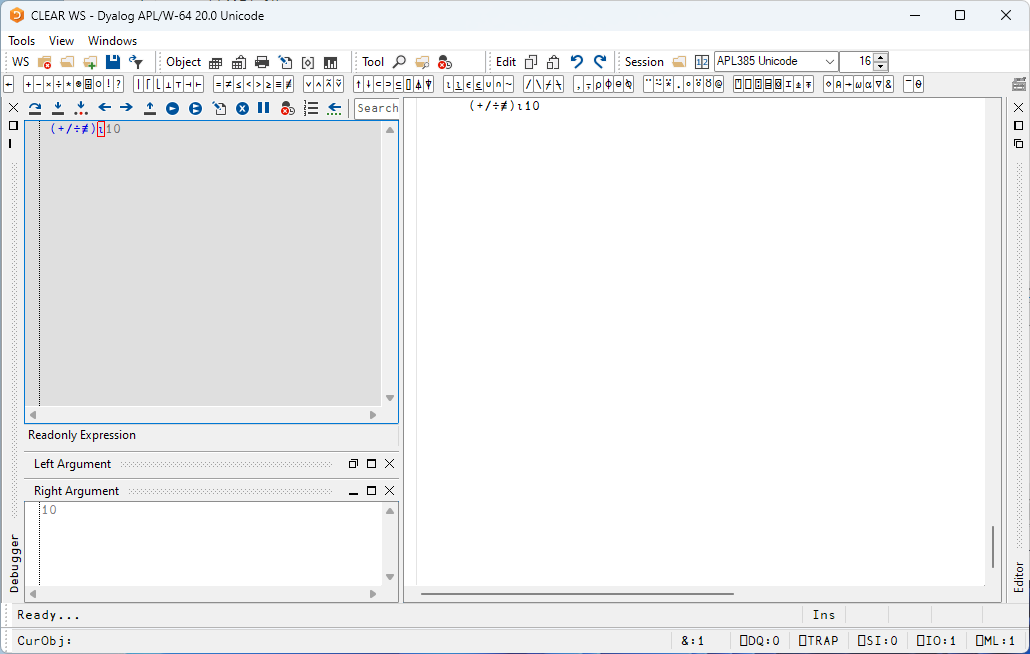 CLEAR WS - Dyalog APL/W-64 20.0 Unicode
Tools View Windows
WS Object Tool Edit Session APL385 Unicode 16
← + - × ÷ * ⍟ ⌹ ○ ! ? | ⌈ ⌊ ⊥ ⊤ ⊣ ⊢ = ≠ ≤ < > ≥ ≡ ≢ ∨ ∧ ⍲ ⍱ ↑ ↓ ⊂ ⊃ ⊆ ⌷ ⍋ ⍒ ⍳ ⍸ ∊ ⍷ ∪ ∩ ~ / \ ⌿ ⍀ , ⍪ ⍴ ⌽ ⊖ ⍉ ¨ ⍨ ⍣ . ∘ ⍤ ⍥ @
⋄ ⍝ → ⍵ ⍺ ∇ & ¯ ⍬
Search
(+/÷≢)⍳10
(+/÷≢)⍳10
Readonly Expression
Left Argument
Right Argument
10
Debugger
Editor
Ready...
Ins
CurObj:
&:1 ⎕DQ:0 ⎕TRAP ⎕SI:0 ⎕IO:1 ⎕ML:1